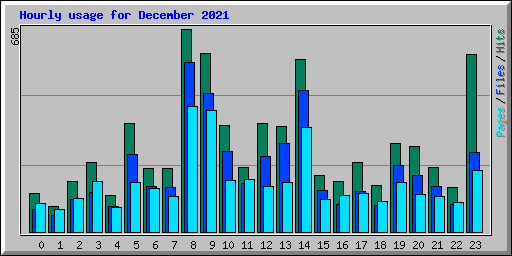 Hourly usage for December 2021
685
Pages / Files / Hits
0 1 2 3 4 5 6 7 8 9 10 11 12 13 14 15 16 17 18 19 20 21 22 23